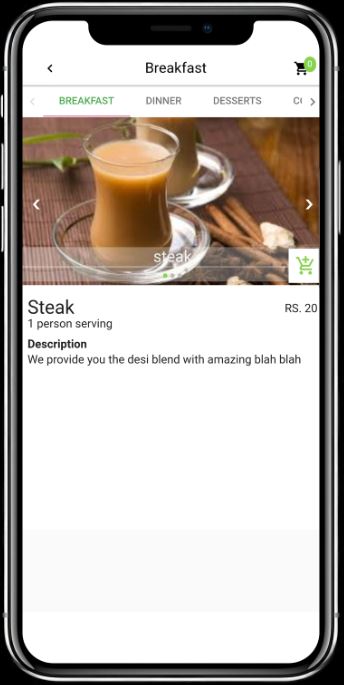 Breakfast
0
BREAKFAST
DINNER
DESSERTS
CO
steak
Steak
RS. 20
1 person serving
Description
We provide you the desi blend with amazing blah blah